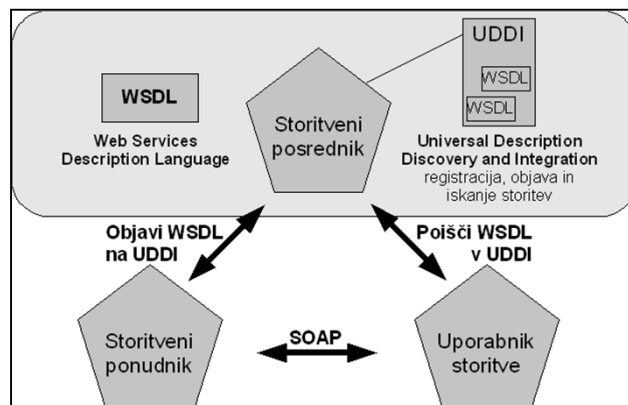 UDDI
WSDL
WSDL
WSDL
Storitveni
posrednik
Web Services
Description Language
Universal Description
Discovery and Integration
registracija, objava in
iskanje storitev
Objavi WSDL
na UDDI
Poišči WSDL
v UDDI
Storitveni
ponudnik
SOAP
Uporabnik
storitve